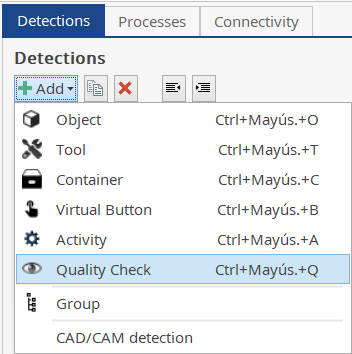 Detections Processes Connectivity
Detections
Add
Object Ctrl+Mayús.+O
Tool Ctrl+Mayús.+T
Container Ctrl+Mayús.+C
Virtual Button Ctrl+Mayús.+B
Activity Ctrl+Mayús.+A
Quality Check Ctrl+Mayús.+Q
Group
CAD/CAM detection